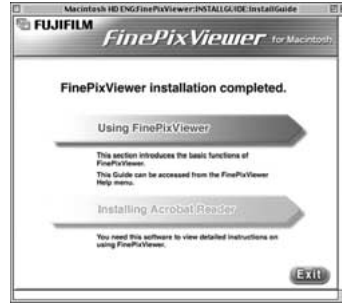 Macintosh HD ENG:FinePixViewer:INSTALLGUIDE:InstallGuide
FUJIFILM
FinePixViewer for Macintosh
FinePixViewer installation completed.
Using FinePixViewer
This section introduces the basic functions of
FinePixViewer.
This Guide can be accessed from the FinePixViewer
Help menu.
Installing Acrobat Reader
You need this software to view detailed instructions on
using FinePixViewer.
Exit